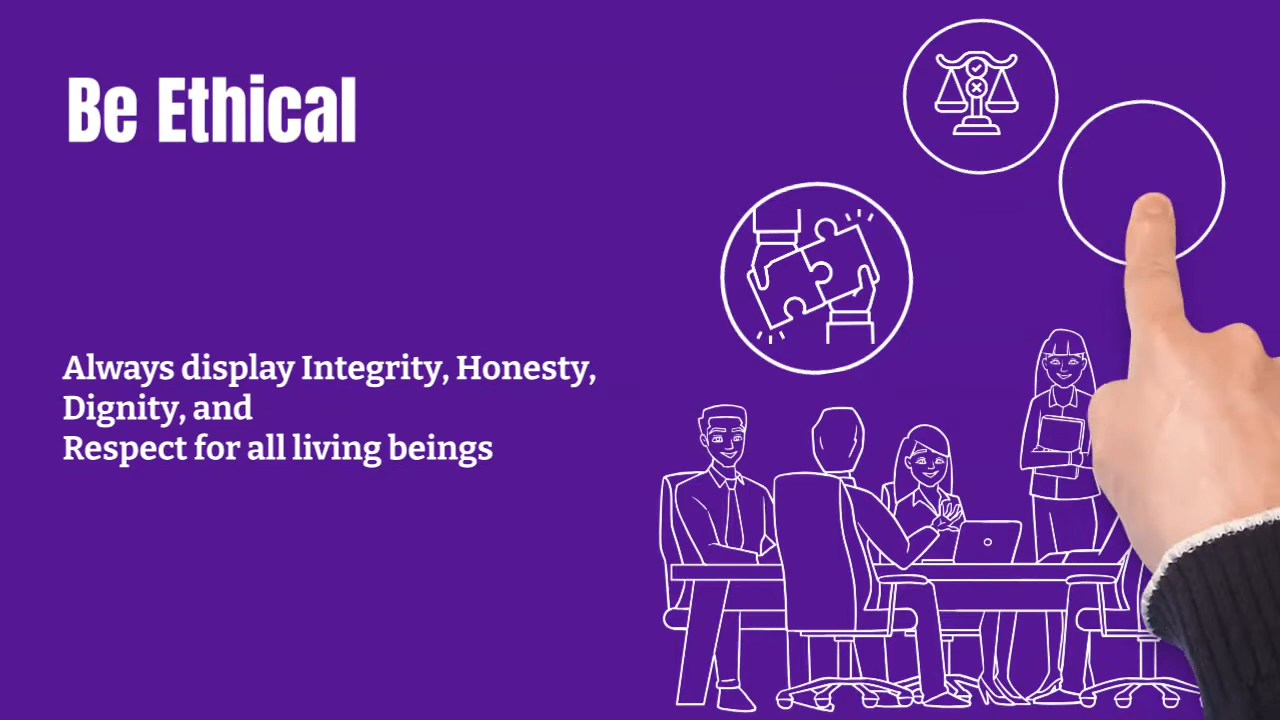 Be Ethical
Always display Integrity, Honesty,
Dignity, and
Respect for all living beings